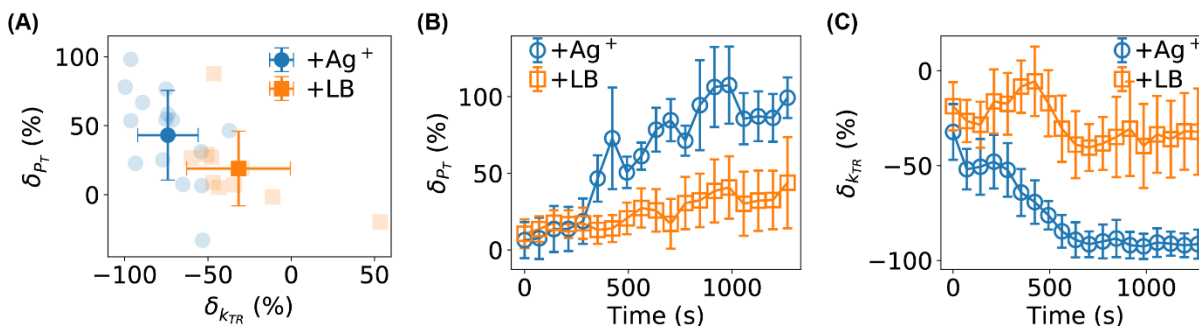 (A)
100
50
0
−100
−50
0
50
δ_{P_T} (%)
δ_{k_{TR}} (%)
+Ag⁺
+LB
(B)
100
50
0
0
500
1000
δ_{P_T} (%)
Time (s)
+Ag⁺
+LB
(C)
0
−50
−100
0
500
1000
δ_{k_{TR}} (%)
Time (s)
+Ag⁺
+LB